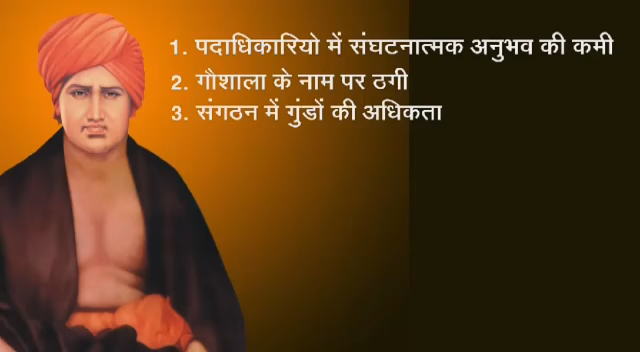 1. पदाधिकारियो में संघटनात्मक अनुभव की कमी
2. गौशाला के नाम पर ठगी
3. संगठन में गुंडों की अधिकता